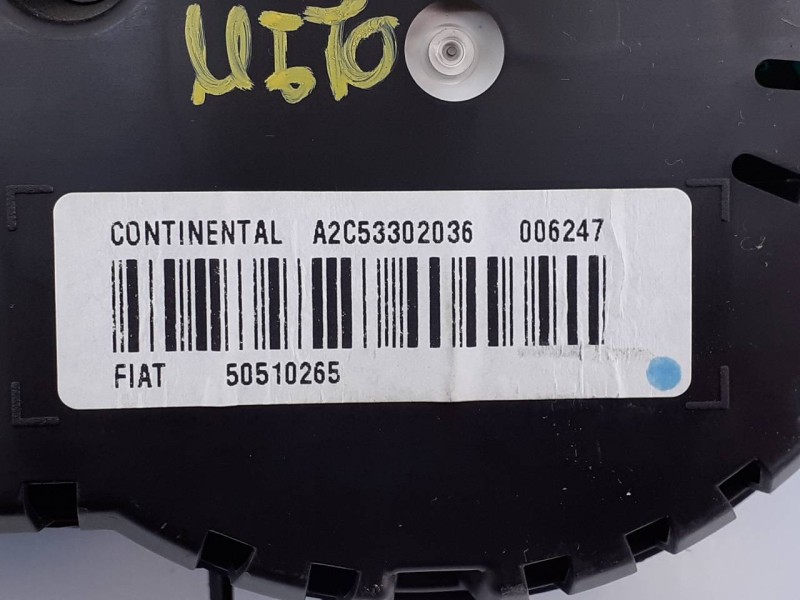 MITO
CONTINENTAL A2C53302036 006247
FIAT 50510265